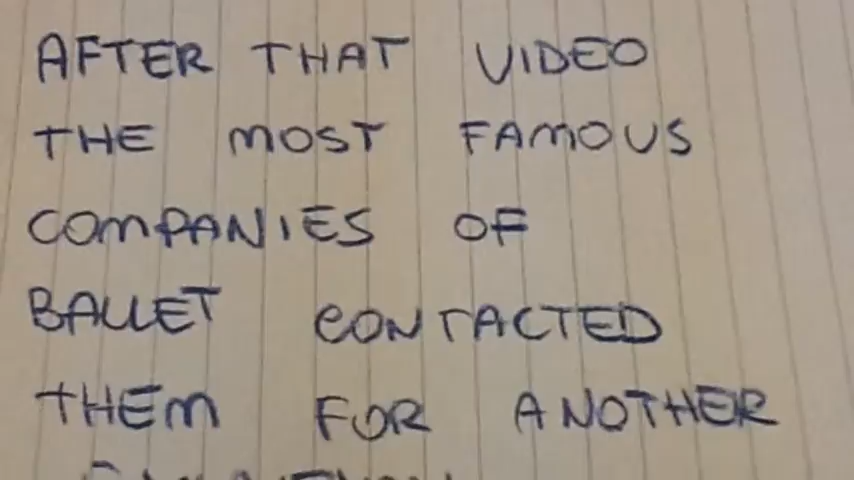 AFTER THAT VIDEO
THE MOST FAMOUS
COMPANIES OF
BALLET CONTACTED
THEM FOR ANOTHER